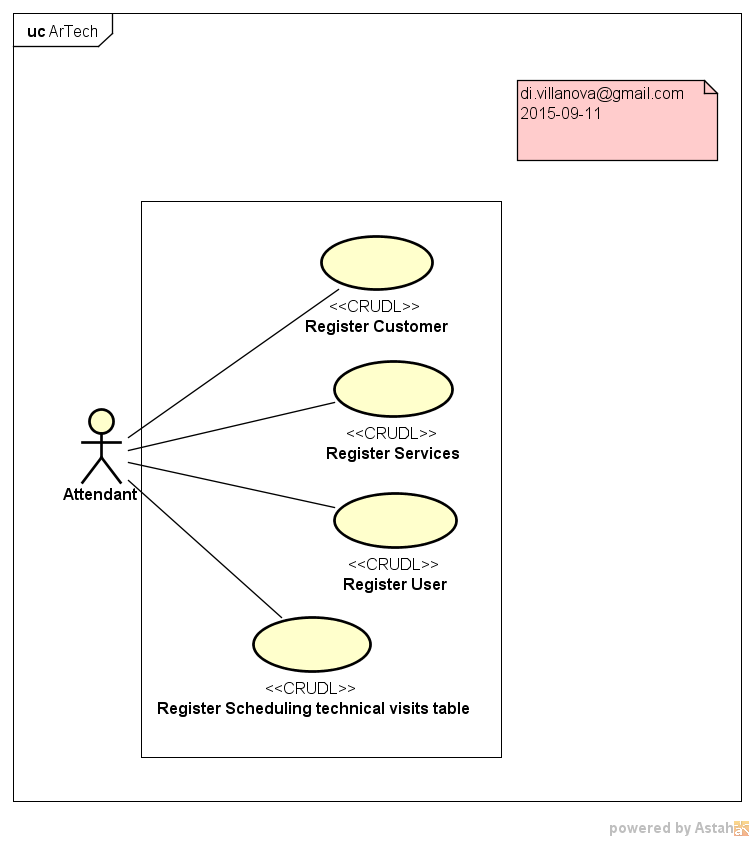 uc ArTech
di.villanova@gmail.com
2015-09-11
<<CRUDL>>
Register Customer
<<CRUDL>>
Register Services
Attendant
<<CRUDL>>
Register User
<<CRUDL>>
Register Scheduling technical visits table
powered by Astah